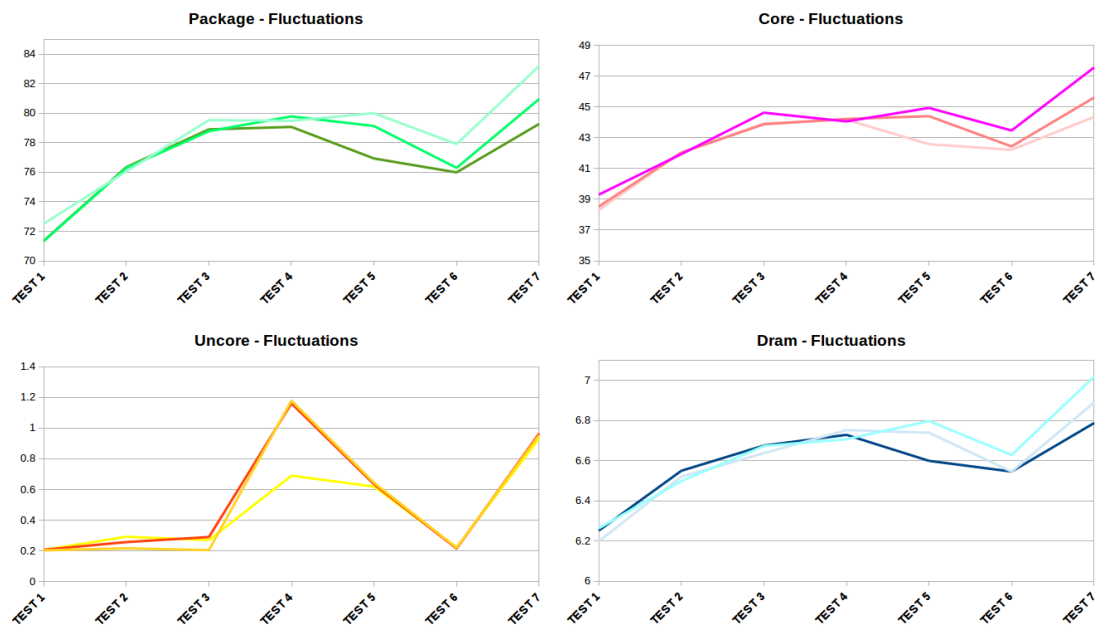 Package - Fluctuations
84
82
80
78
76
74
72
70
TEST 1
TEST 2
TEST 3
TEST 4
TEST 5
TEST 6
TEST 7
Core - Fluctuations
49
47
45
43
41
39
37
35
TEST 1
TEST 2
TEST 3
TEST 4
TEST 5
TEST 6
TEST 7
Uncore - Fluctuations
1.4
1.2
1
0.8
0.6
0.4
0.2
0
TEST 1
TEST 2
TEST 3
TEST 4
TEST 5
TEST 6
TEST 7
Dram - Fluctuations
7
6.8
6.6
6.4
6.2
6
TEST 1
TEST 2
TEST 3
TEST 4
TEST 5
TEST 6
TEST 7